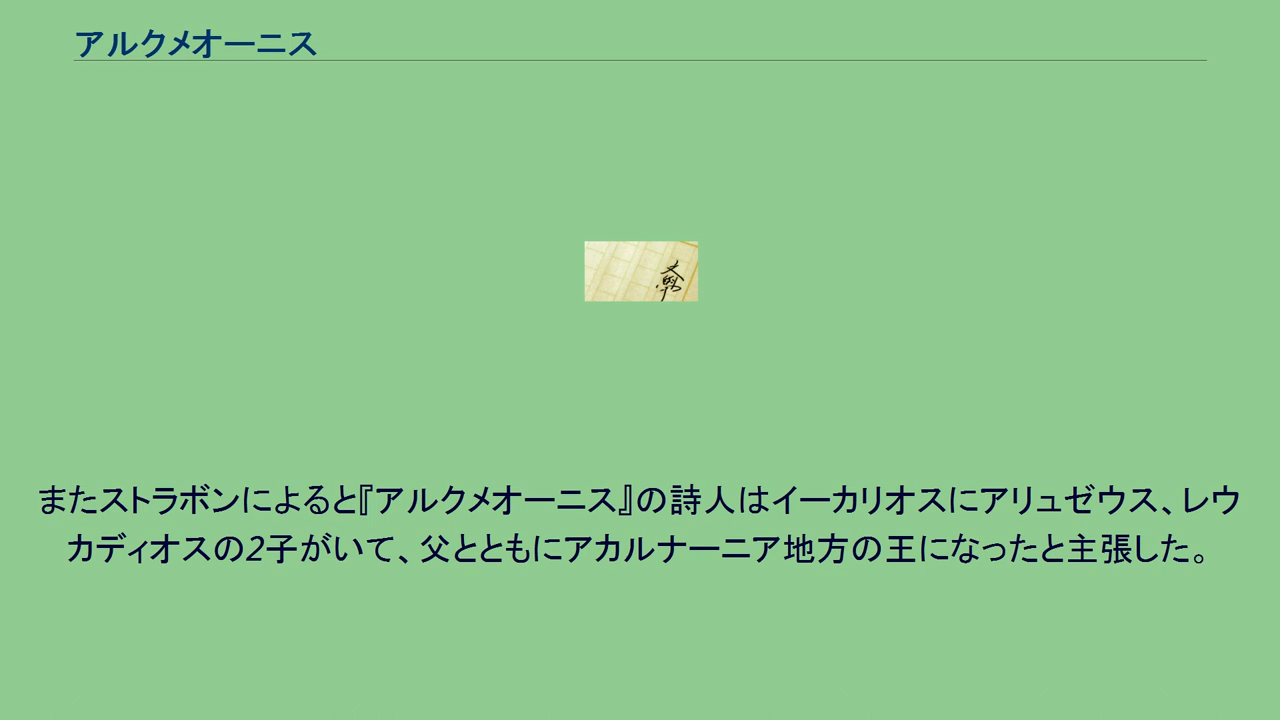 アルクメオーニス
またストラボンによると『アルクメオーニス』の詩人はイーカリオスにアリュゼウス、レウ
カディオスの2子がいて、父とともにアカルナーニア地方の王になったと主張した。